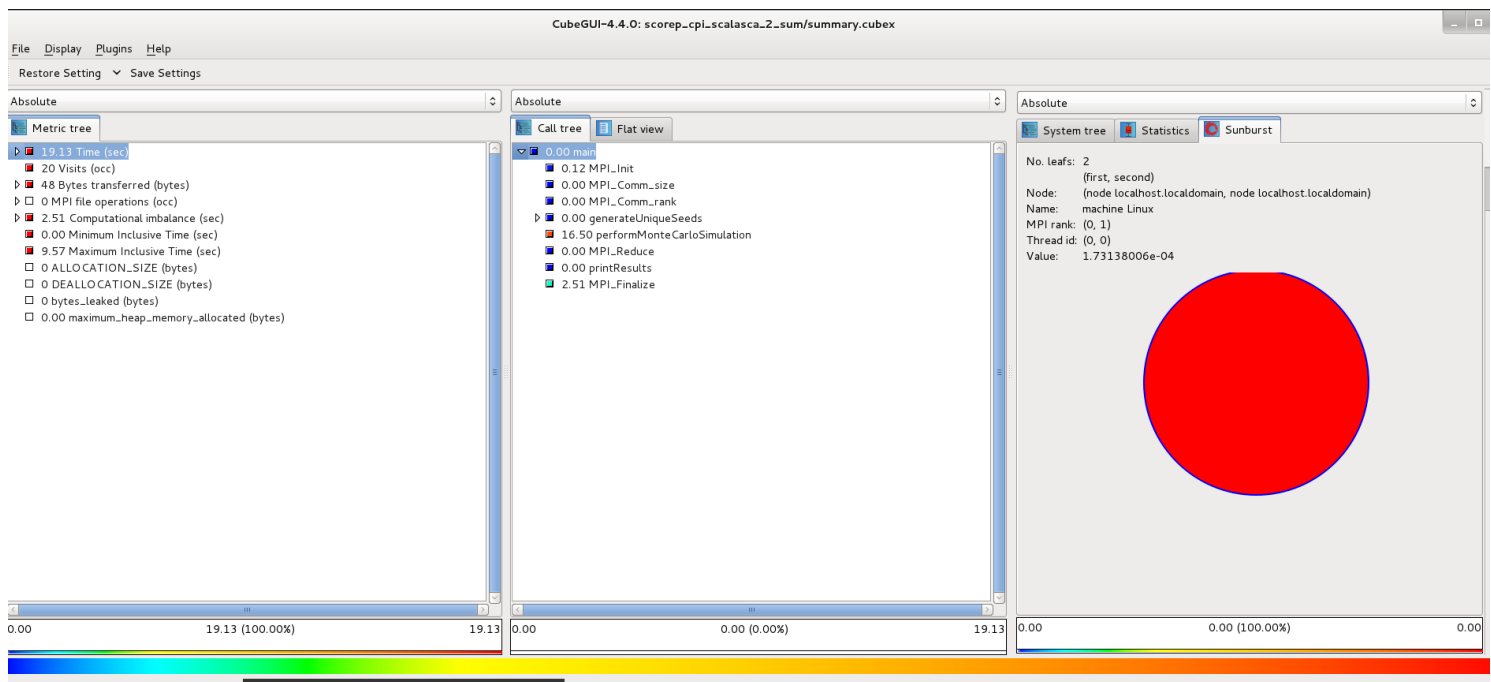 CubeGUI-4.4.0: scorep_cpi_scalasca_2_sum/summary.cubex
File Display Plugins Help
Restore Setting Save Settings
Absolute
Metric tree
19.13 Time (sec)
20 Visits (occ)
48 Bytes transferred (bytes)
0 MPI file operations (occ)
2.51 Computational imbalance (sec)
0.00 Minimum Inclusive Time (sec)
9.57 Maximum Inclusive Time (sec)
0 ALLOCATION_SIZE (bytes)
0 DEALLOCATION_SIZE (bytes)
0 bytes_leaked (bytes)
0.00 maximum_heap_memory_allocated (bytes)
0.00 19.13 (100.00%) 19.13
Absolute
Call tree Flat view
0.00 main
0.12 MPI_Init
0.00 MPI_Comm_size
0.00 MPI_Comm_rank
0.00 generateUniqueSeeds
16.50 performMonteCarloSimulation
0.00 MPI_Reduce
0.00 printResults
2.51 MPI_Finalize
0.00 0.00 (0.00%) 19.13
Absolute
System tree Statistics Sunburst
No. leafs: 2
(first, second)
Node: (node localhost.localdomain, node localhost.localdomain)
Name: machine Linux
MPI rank: (0, 1)
Thread id: (0, 0)
Value: 1.73138006e-04
0.00 0.00 (100.00%) 0.00